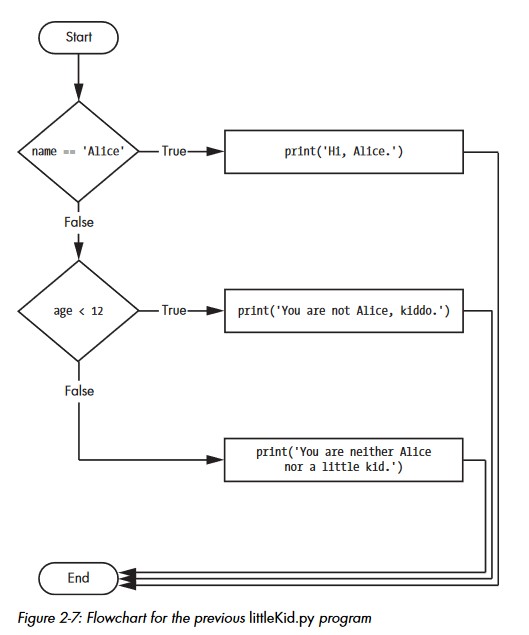 Start
name == 'Alice'
True
print('Hi, Alice.')
False
age < 12
True
print('You are not Alice, kiddo.')
False
print('You are neither Alice
nor a little kid.')
End
Figure 2-7: Flowchart for the previous littleKid.py program